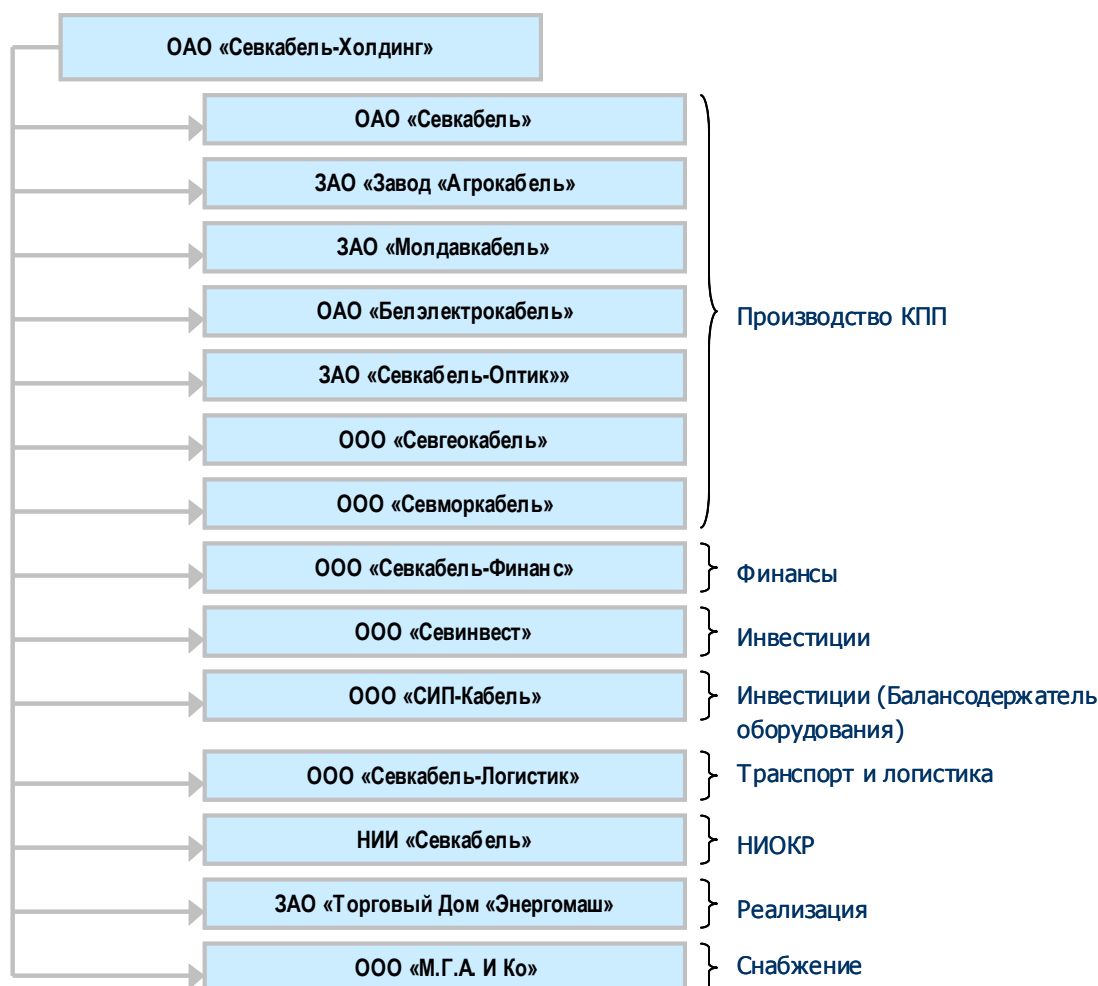 ОАО «Севкабель-Холдинг»
ОАО «Севкабель»
ЗАО «Завод «Агрокабель»
ЗАО «Молдавкабель»
ОАО «Белэлектрокабель»
Производство КПП
ЗАО «Севкабель-Оптик»»
ООО «Севгеокабель»
ООО «Севморкабель»
ООО «Севкабель-Финанс»
Финансы
ООО «Севинвест»
Инвестиции
ООО «СИП-Кабель»
Инвестиции (Балансодержатель
оборудования)
ООО «Севкабель-Логистик»
Транспорт и логистика
НИИ «Севкабель»
НИОКР
ЗАО «Торговый Дом «Энергомаш»
Реализация
ООО «М.Г.А. И Ко»
Снабжение